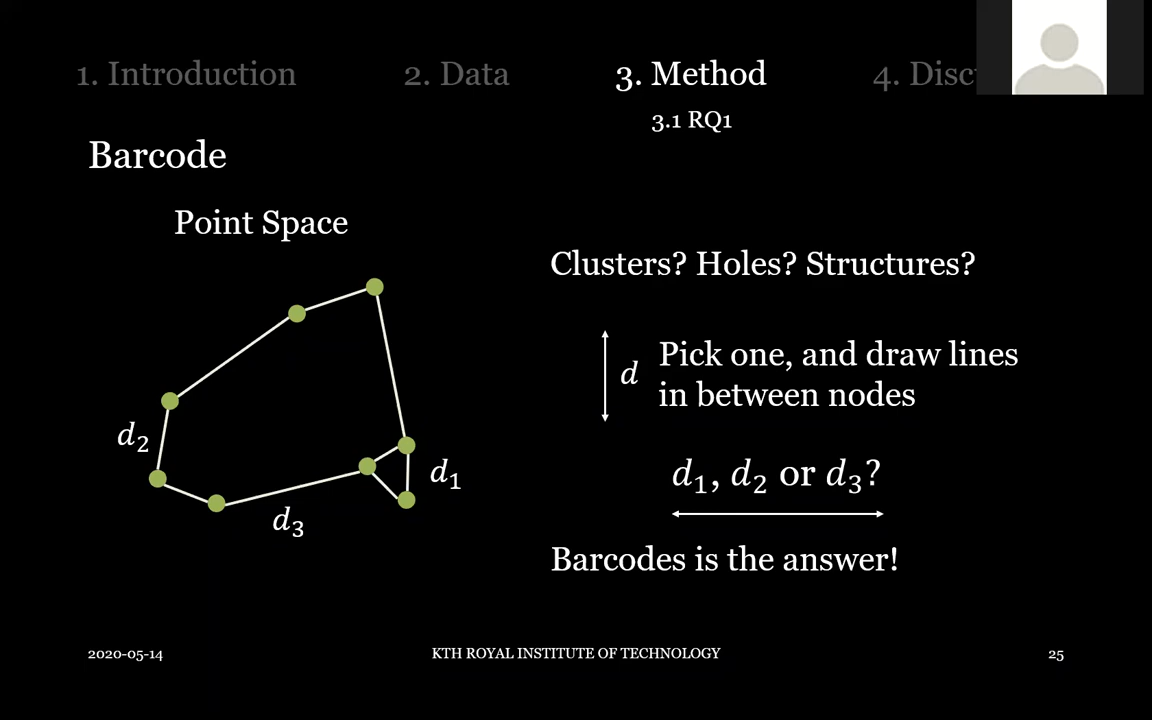 1. Introduction
2. Data
3. Method
4. Disc
3.1 RQ1
Barcode
Point Space
Clusters? Holes? Structures?
d
Pick one, and draw lines
in between nodes
d₂
d₁
d₃
d₁, d₂ or d₃?
Barcodes is the answer!
2020-05-14
KTH ROYAL INSTITUTE OF TECHNOLOGY
25